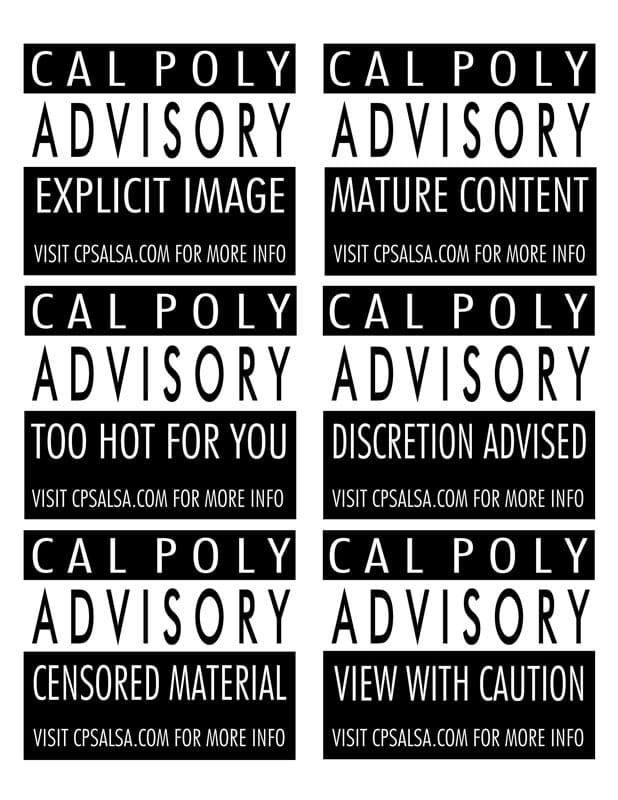 CAL POLY
ADVISORY
EXPLICIT IMAGE
VISIT CPSALSA.COM FOR MORE INFO
CAL POLY
ADVISORY
MATURE CONTENT
VISIT CPSALSA.COM FOR MORE INFO
CAL POLY
ADVISORY
TOO HOT FOR YOU
VISIT CPSALSA.COM FOR MORE INFO
CAL POLY
ADVISORY
DISCRETION ADVISED
VISIT CPSALSA.COM FOR MORE INFO
CAL POLY
ADVISORY
CENSORED MATERIAL
VISIT CPSALSA.COM FOR MORE INFO
CAL POLY
ADVISORY
VIEW WITH CAUTION
VISIT CPSALSA.COM FOR MORE INFO